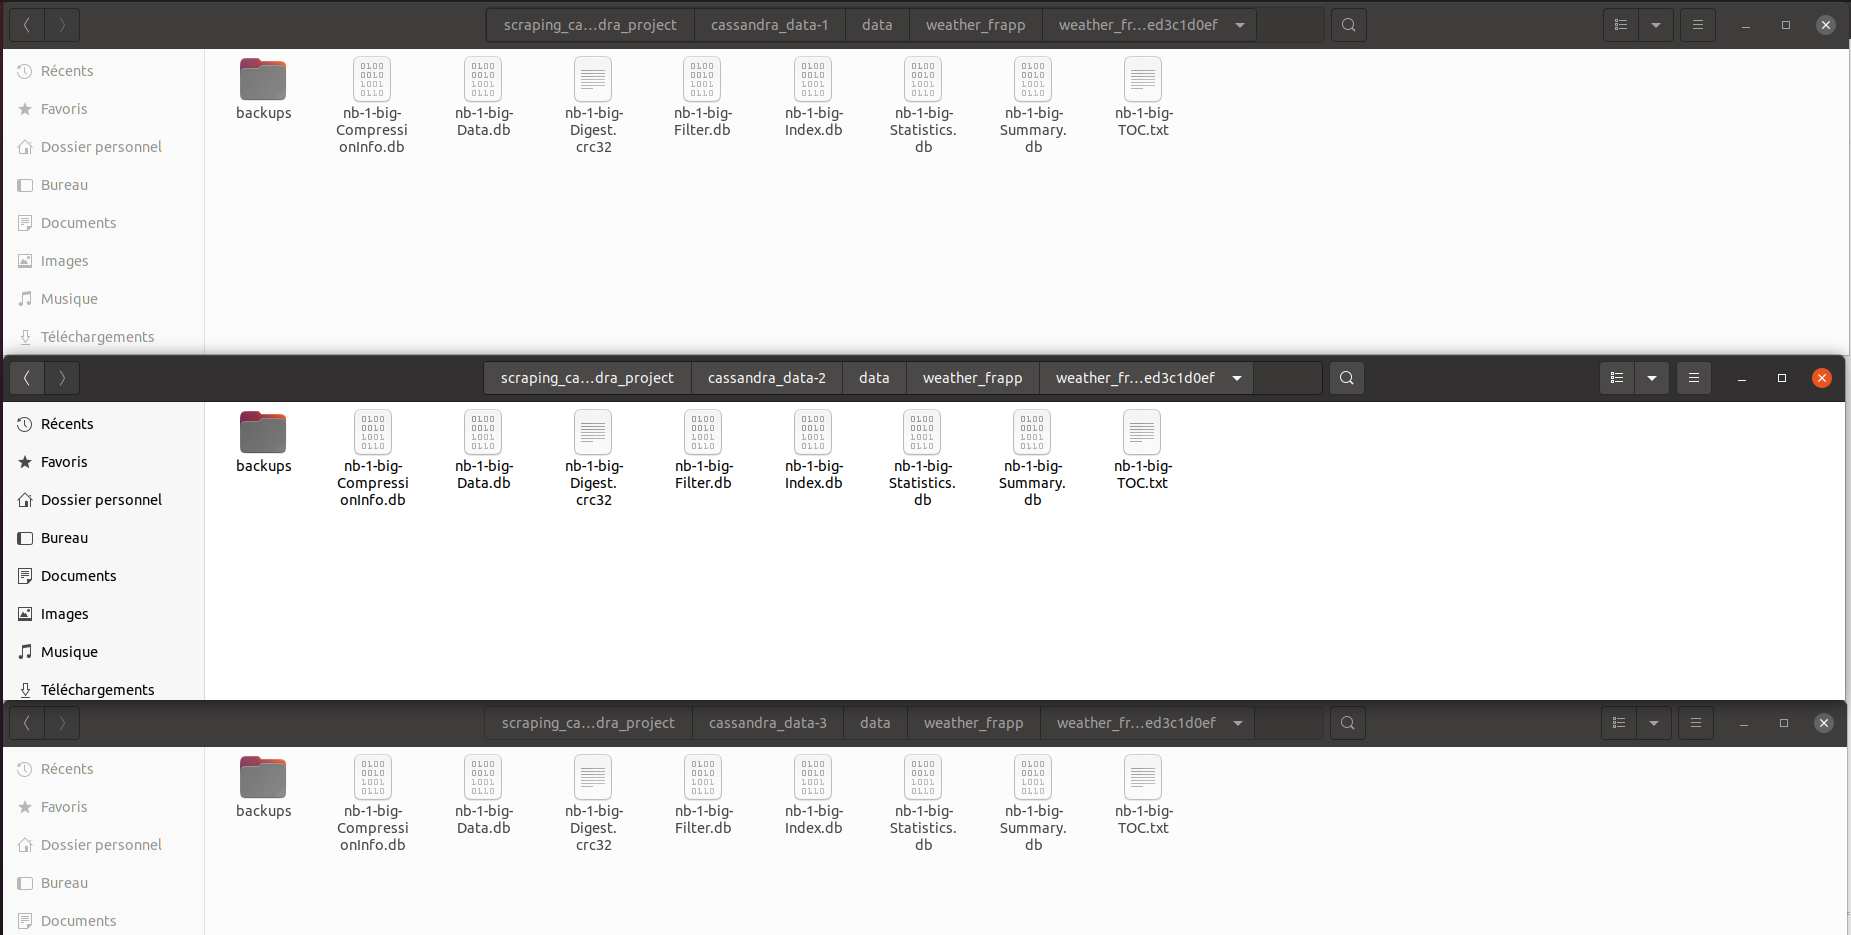 scraping_ca...dra_project cassandra_data-1 data weather_frapp weather_fr...ed3c1d0ef
Récents
Favoris
Dossier personnel
Bureau
Documents
Images
Musique
Téléchargements
backups
nb-1-big-
Compressi
onInfo.db
nb-1-big-
Data.db
nb-1-big-
Digest.
crc32
nb-1-big-
Filter.db
nb-1-big-
Index.db
nb-1-big-
Statistics.
db
nb-1-big-
Summary.
db
nb-1-big-
TOC.txt
scraping_ca...dra_project cassandra_data-2 data weather_frapp weather_fr...ed3c1d0ef
Récents
Favoris
Dossier personnel
Bureau
Documents
Images
Musique
Téléchargements
backups
nb-1-big-
Compressi
onInfo.db
nb-1-big-
Data.db
nb-1-big-
Digest.
crc32
nb-1-big-
Filter.db
nb-1-big-
Index.db
nb-1-big-
Statistics.
db
nb-1-big-
Summary.
db
nb-1-big-
TOC.txt
scraping_ca...dra_project cassandra_data-3 data weather_frapp weather_fr...ed3c1d0ef
Récents
Favoris
Dossier personnel
Bureau
Documents
backups
nb-1-big-
Compressi
onInfo.db
nb-1-big-
Data.db
nb-1-big-
Digest.
crc32
nb-1-big-
Filter.db
nb-1-big-
Index.db
nb-1-big-
Statistics.
db
nb-1-big-
Summary.
db
nb-1-big-
TOC.txt